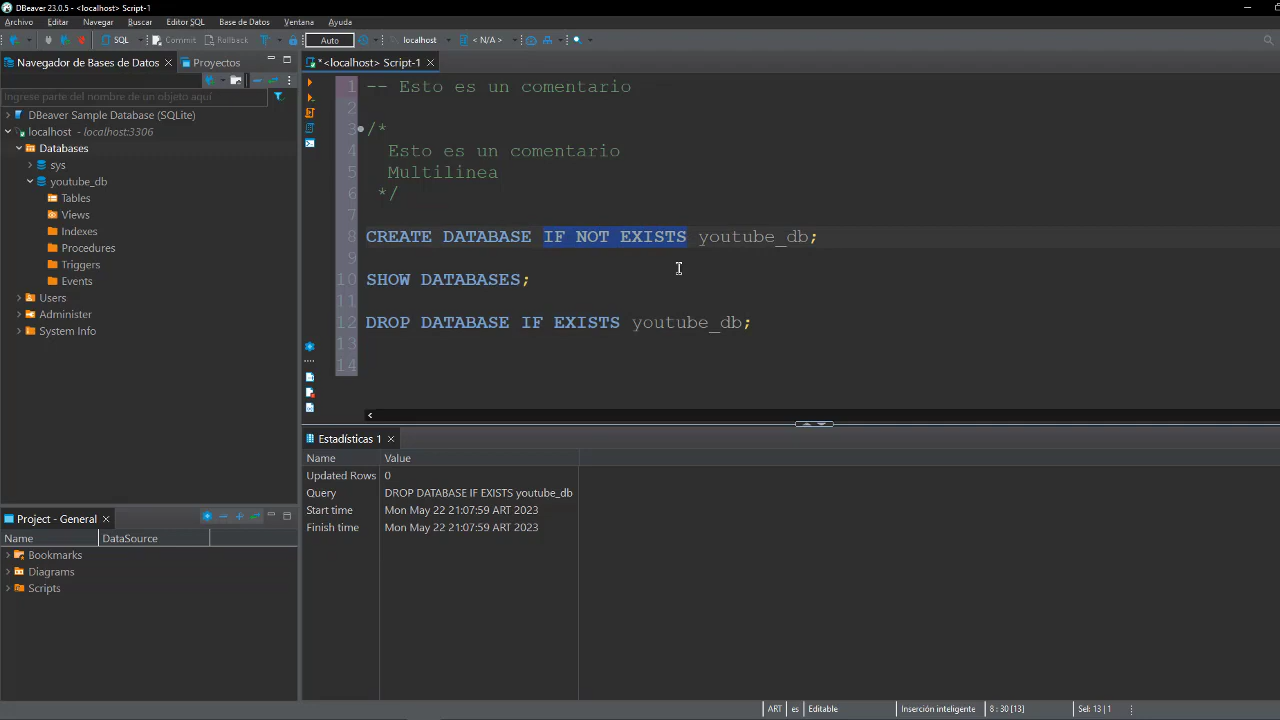 DBeaver 23.0.5 - <localhost> Script-1
Archivo Editar Navegar Buscar Editor SQL Base de Datos Ventana Ayuda
SQL Commit Rollback Auto localhost < N/A >
Navegador de Bases de Datos Proyectos
*<localhost> Script-1
Ingrese parte del nombre de un objeto aquí
DBeaver Sample Database (SQLite)
localhost - localhost:3306
Databases
sys
youtube_db
Tables
Views
Indexes
Procedures
Triggers
Events
Users
Administer
System Info
1 -- Esto es un comentario
2
3 /*
4 Esto es un comentario
5 Multilinea
6 */
7
8 CREATE DATABASE IF NOT EXISTS youtube_db;
9
10 SHOW DATABASES;
11
12 DROP DATABASE IF EXISTS youtube_db;
13
14
Project - General
Name DataSource
Bookmarks
Diagrams
Scripts
Estadísticas 1
Name Value
Updated Rows 0
Query DROP DATABASE IF EXISTS youtube_db
Start time Mon May 22 21:07:59 ART 2023
Finish time Mon May 22 21:07:59 ART 2023
ART es Editable Inserción inteligente 8 : 30 [13] Sel: 13 | 1